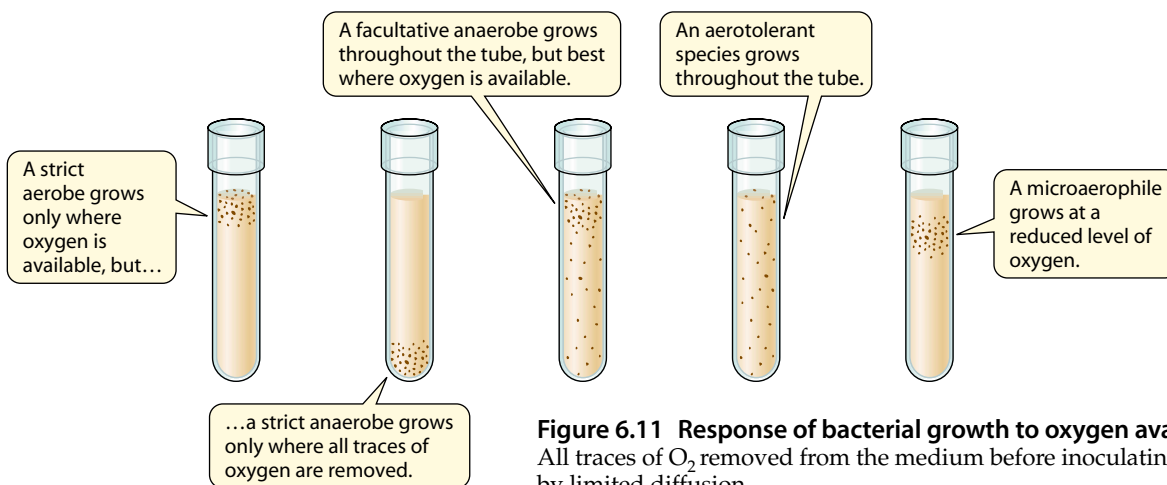 A facultative anaerobe grows
throughout the tube, but best
where oxygen is available.
An aerotolerant
species grows
throughout the tube.
A strict
aerobe grows
only where
oxygen is
available, but…
A microaerophile
grows at a
reduced level of
oxygen.
…a strict anaerobe grows
only where all traces of
oxygen are removed.
Figure 6.11 Response of bacterial growth to oxygen ava
All traces of O₂ removed from the medium before inoculatin
by limited diffusion